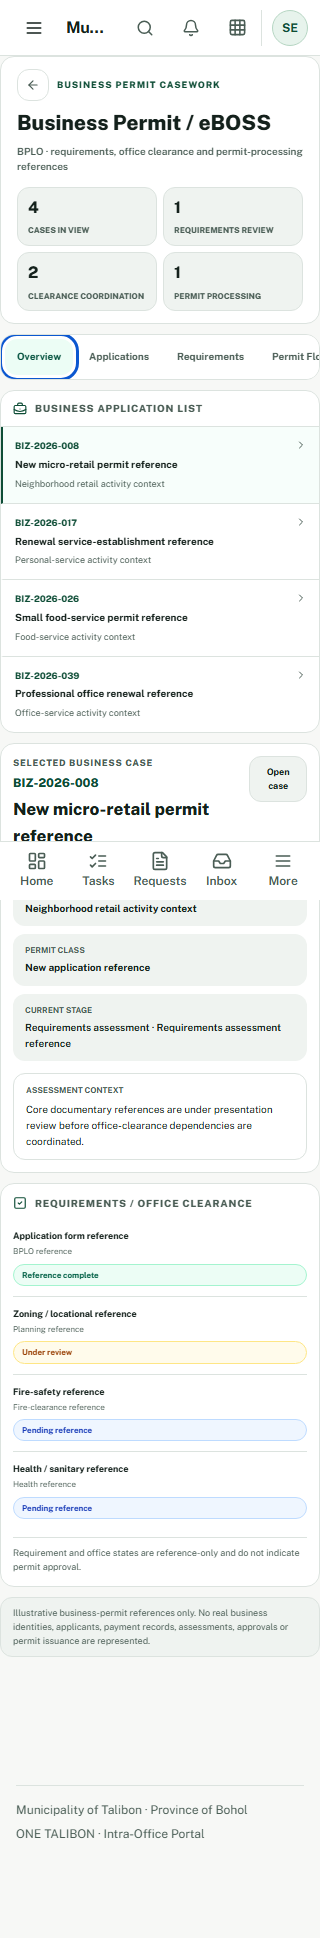 Mu...
SE
BUSINESS PERMIT CASEWORK
Business Permit / eBOSS
BPLO · requirements, office clearance and permit-processing
references
4
CASES IN VIEW
1
REQUIREMENTS REVIEW
2
CLEARANCE COORDINATION
1
PERMIT PROCESSING
Overview
Applications
Requirements
Permit Flo
BUSINESS APPLICATION LIST
BIZ-2026-008
New micro-retail permit reference
Neighborhood retail activity context
BIZ-2026-017
Renewal service-establishment reference
Personal-service activity context
BIZ-2026-026
Small food-service permit reference
Food-service activity context
BIZ-2026-039
Professional office renewal reference
Office-service activity context
SELECTED BUSINESS CASE
BIZ-2026-008
Open
case
New micro-retail permit
reference
Home
Tasks
Requests
Inbox
More
Neighborhood retail activity context
PERMIT CLASS
New application reference
CURRENT STAGE
Requirements assessment · Requirements assessment
reference
ASSESSMENT CONTEXT
Core documentary references are under presentation
review before office-clearance dependencies are
coordinated.
REQUIREMENTS / OFFICE CLEARANCE
Application form reference
BPLO reference
Reference complete
Zoning / locational reference
Planning reference
Under review
Fire-safety reference
Fire-clearance reference
Pending reference
Health / sanitary reference
Health reference
Pending reference
Requirement and office states are reference-only and do not indicate
permit approval.
Illustrative business-permit references only. No real business
identities, applicants, payment records, assessments, approvals or
permit issuance are represented.
Municipality of Talibon · Province of Bohol
ONE TALIBON · Intra-Office Portal